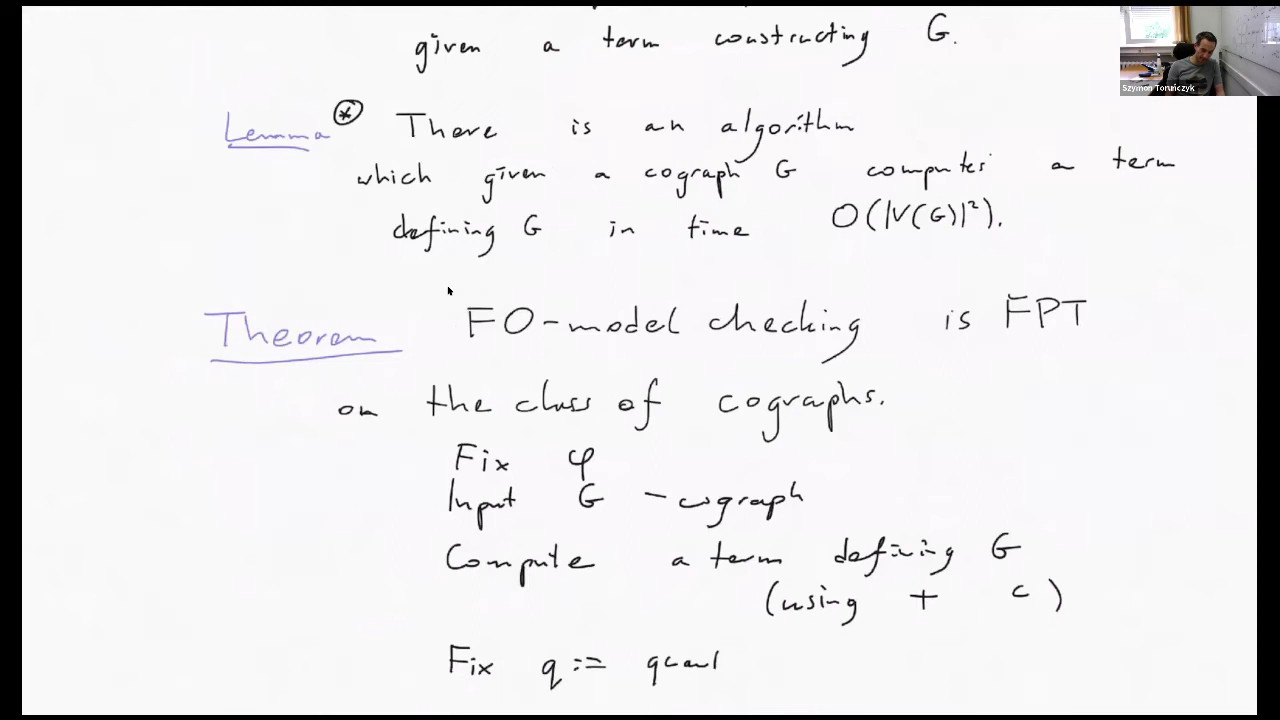 given a term constructing G.
Szymon Toruńczyk
Lemma * There is an algorithm
which given a cograph G computes a term
defining G in time O(|V(G)|²).
Theorem FO-model checking is FPT
on the class of cographs.
Fix φ
Input G - cograph
Compute a term defining G
(using + c )
Fix q :=